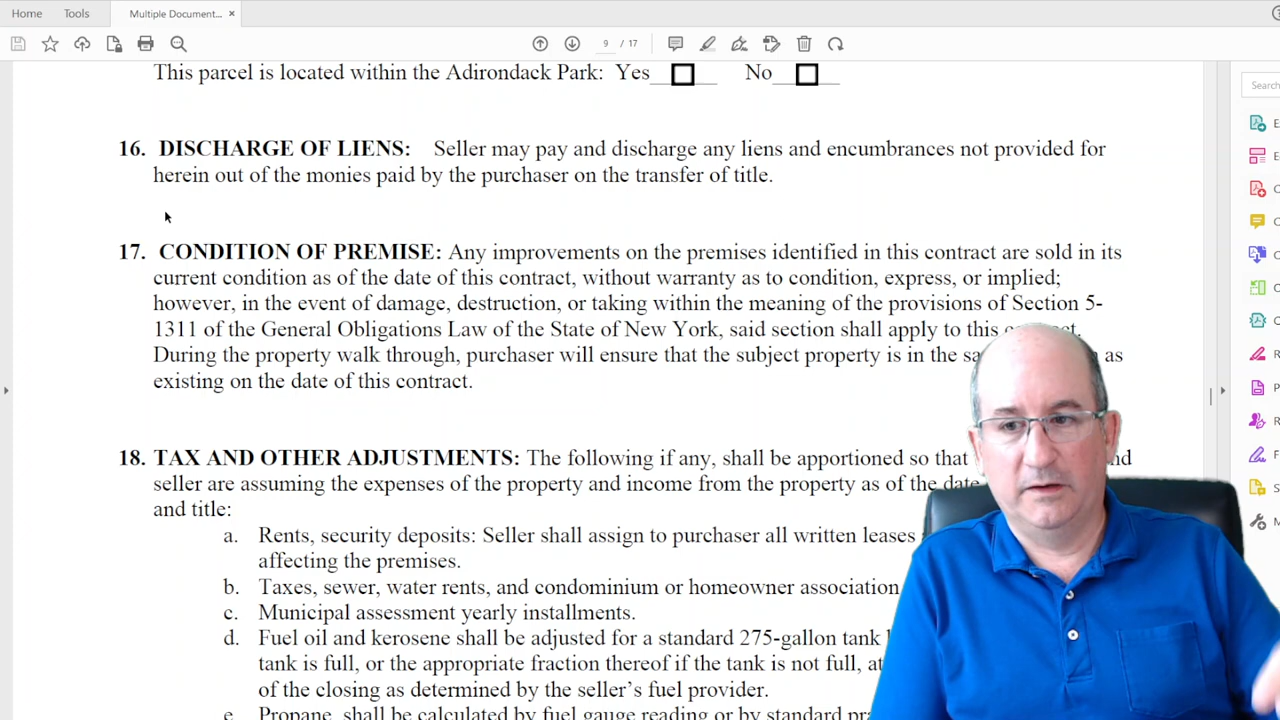 Home Tools Multiple Document... ×
9 / 17
Search
This parcel is located within the Adirondack Park: Yes No
16. DISCHARGE OF LIENS: Seller may pay and discharge any liens and encumbrances not provided for
herein out of the monies paid by the purchaser on the transfer of title.
17. CONDITION OF PREMISE: Any improvements on the premises identified in this contract are sold in its
current condition as of the date of this contract, without warranty as to condition, express, or implied;
however, in the event of damage, destruction, or taking within the meaning of the provisions of Section 5-
1311 of the General Obligations Law of the State of New York, said section shall apply to this
During the property walk through, purchaser will ensure that the subject property is in the as
existing on the date of this contract.
18. TAX AND OTHER ADJUSTMENTS: The following if any, shall be apportioned so that
seller are assuming the expenses of the property and income from the property as of the date
and title:
a. Rents, security deposits: Seller shall assign to purchaser all written leases
affecting the premises.
b. Taxes, sewer, water rents, and condominium or homeowner association
c. Municipal assessment yearly installments.
d. Fuel oil and kerosene shall be adjusted for a standard 275-gallon tank
tank is full, or the appropriate fraction thereof if the tank is not full, at
of the closing as determined by the seller's fuel provider.
e. Propane, shall be calculated by fuel gauge reading or by standard